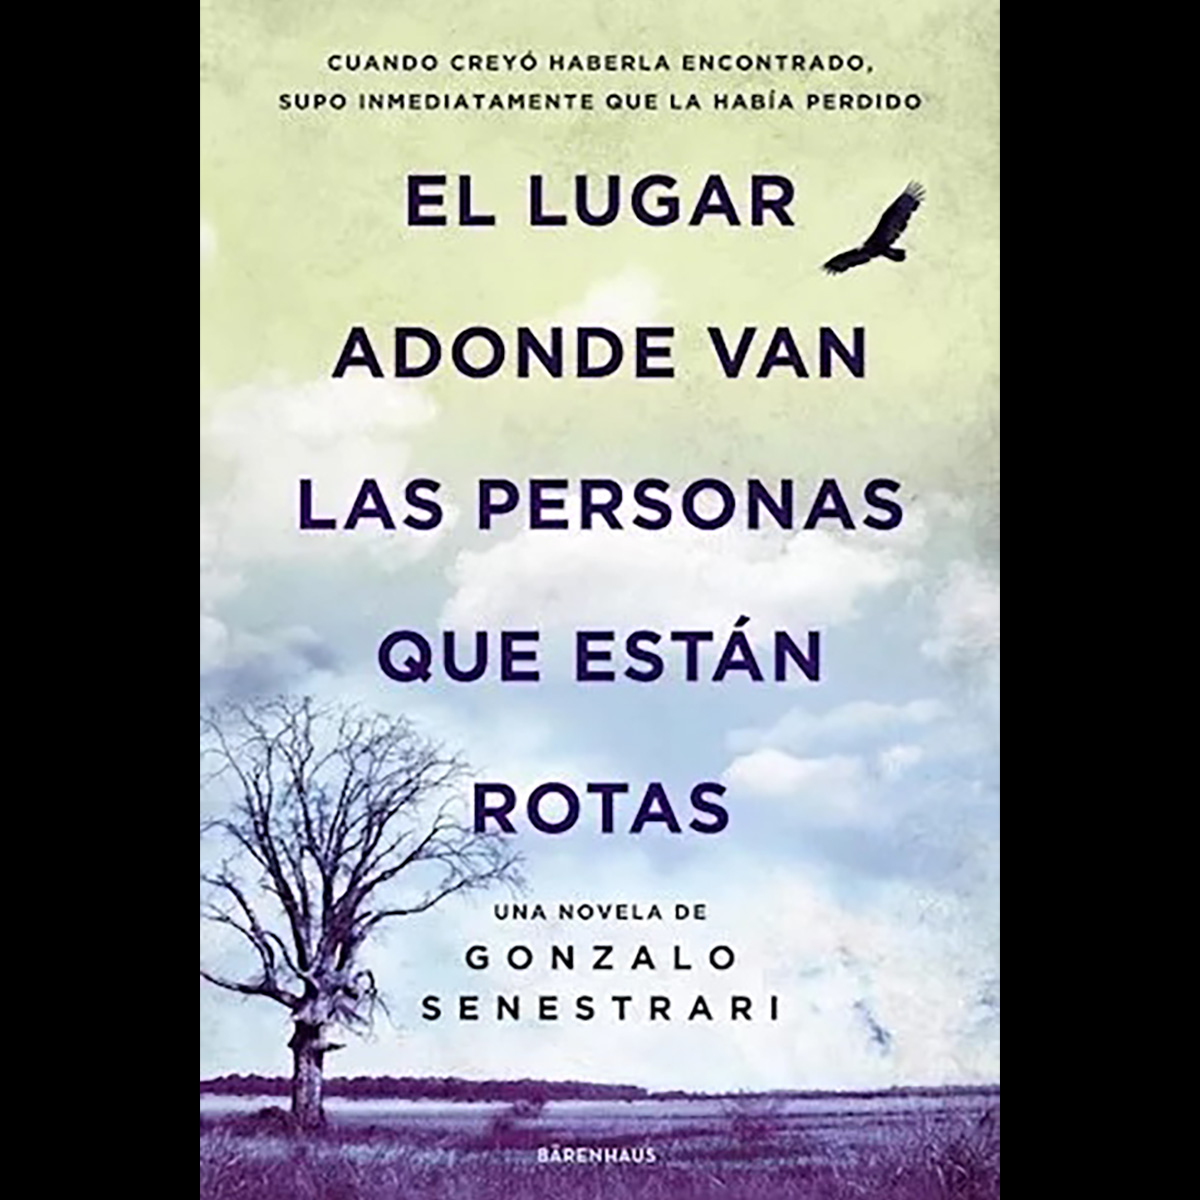 CUANDO CREYÓ HABERLA ENCONTRADO,
SUPO INMEDIATAMENTE QUE LA HABÍA PERDIDO
EL LUGAR
ADONDE VAN
LAS PERSONAS
QUE ESTÁN
ROTAS
UNA NOVELA DE
GONZALO
SENESTRARI
BÄRENHAUS